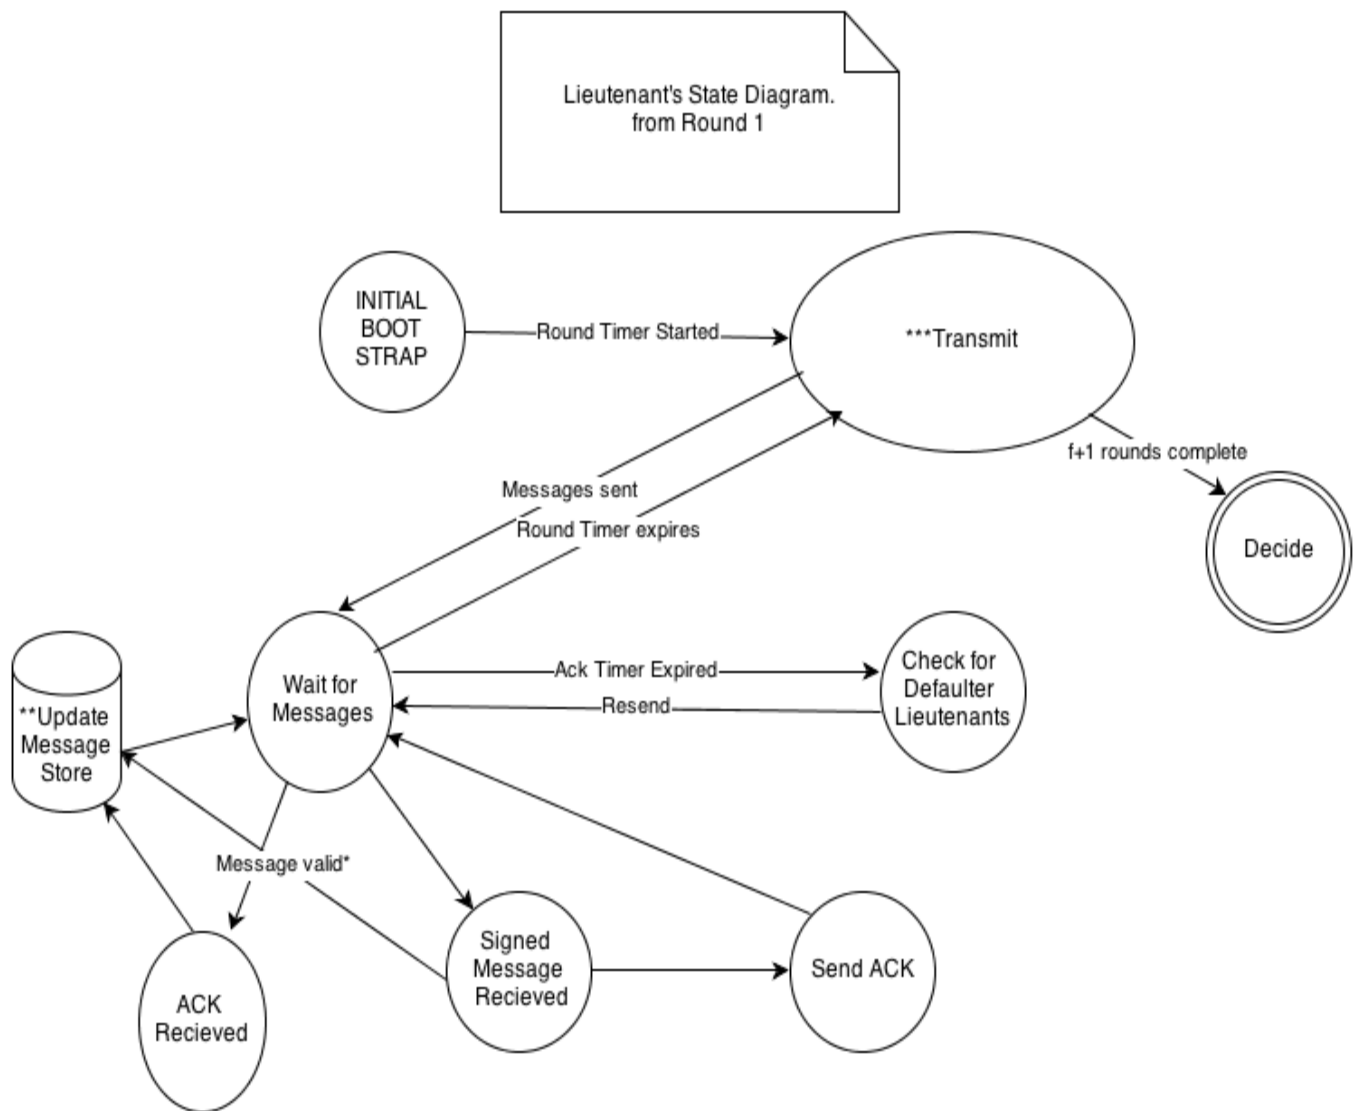 Lieutenant's State Diagram.
from Round 1
INITIAL
BOOT
STRAP
Round Timer Started
***Transmit
f+1 rounds complete
Decide
Messages sent
Round Timer expires
Wait for
Messages
Ack Timer Expired
Resend
Check for
Defaulter
Lieutenants
**Update
Message
Store
Message valid*
ACK
Recieved
Signed
Message
Recieved
Send ACK